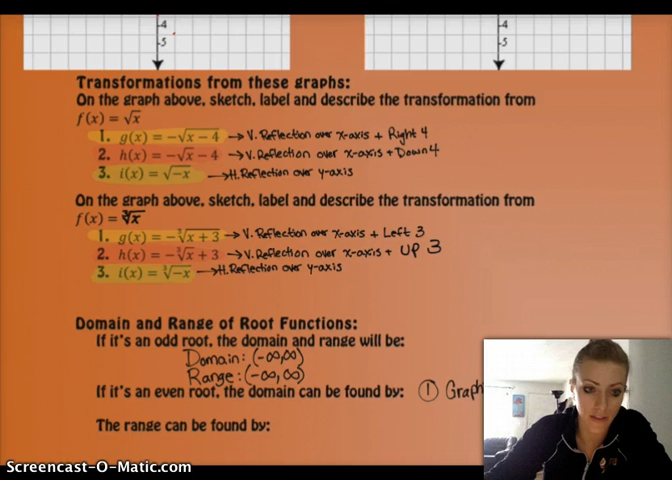 -4
-4
-5
-5
Transformations from these graphs:
On the graph above, sketch, label and describe the transformation from
f(x) = √x
1. g(x) = -√x - 4 → V. Reflection over x-axis + Right 4
2. h(x) = -√x - 4 → V. Reflection over x-axis + Down 4
3. i(x) = √-x → H. Reflection over y-axis
On the graph above, sketch, label and describe the transformation from
f(x) = ∛x
1. g(x) = -∛x + 3 → V. Reflection over x-axis + Left 3
2. h(x) = -∛x + 3 → V. Reflection over x-axis + UP 3
3. i(x) = ∛-x → H. Reflection over y-axis
Domain and Range of Root Functions:
If it's an odd root, the domain and range will be:
Domain: (-∞,∞)
Range: (-∞, ∞)
If it's an even root, the domain can be found by: ① Graph
The range can be found by:
Screencast-O-Matic.com